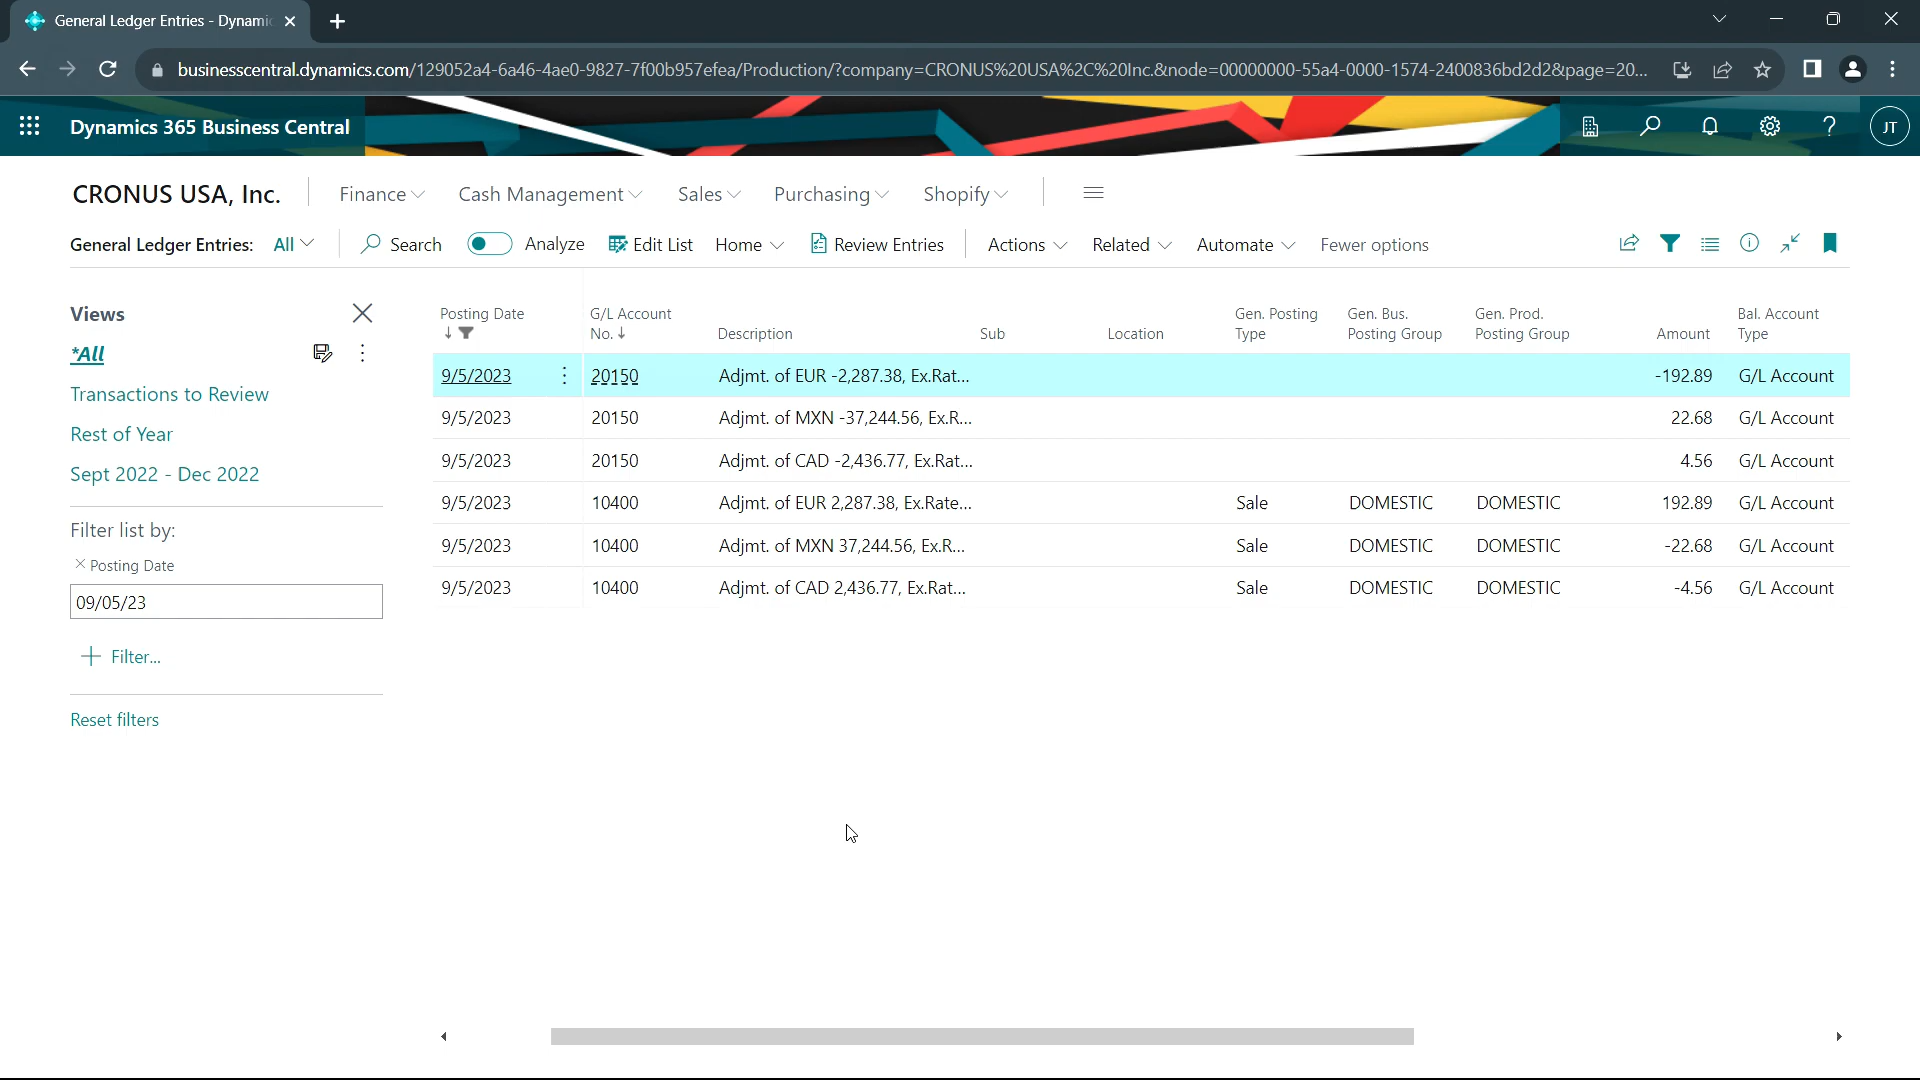 General Ledger Entries - Dynamic
businesscentral.dynamics.com/129052a4-6a46-4ae0-9827-7f00b957efea/Production/?company=CRONUS%20USA%2C%20Inc.&node=00000000-55a4-0000-1574-2400836bd2d2&page=20...
Dynamics 365 Business Central
JT
CRONUS USA, Inc. Finance Cash Management Sales Purchasing Shopify
General Ledger Entries: All Search Analyze Edit List Home Review Entries Actions Related Automate Fewer options
Views
*All
Transactions to Review
Rest of Year
Sept 2022 - Dec 2022
Filter list by:
Posting Date
09/05/23
Filter...
Reset filters
Posting Date G/L Account Gen. Posting Gen. Bus. Gen. Prod. Bal. Account
No. Description Sub Location Type Posting Group Posting Group Amount Type
9/5/2023 20150 Adjmt. of EUR -2,287.38, Ex.Rat... -192.89 G/L Account
9/5/2023 20150 Adjmt. of MXN -37,244.56, Ex.R... 22.68 G/L Account
9/5/2023 20150 Adjmt. of CAD -2,436.77, Ex.Rat... 4.56 G/L Account
9/5/2023 10400 Adjmt. of EUR 2,287.38, Ex.Rate... Sale DOMESTIC DOMESTIC 192.89 G/L Account
9/5/2023 10400 Adjmt. of MXN 37,244.56, Ex.R... Sale DOMESTIC DOMESTIC -22.68 G/L Account
9/5/2023 10400 Adjmt. of CAD 2,436.77, Ex.Rat... Sale DOMESTIC DOMESTIC -4.56 G/L Account